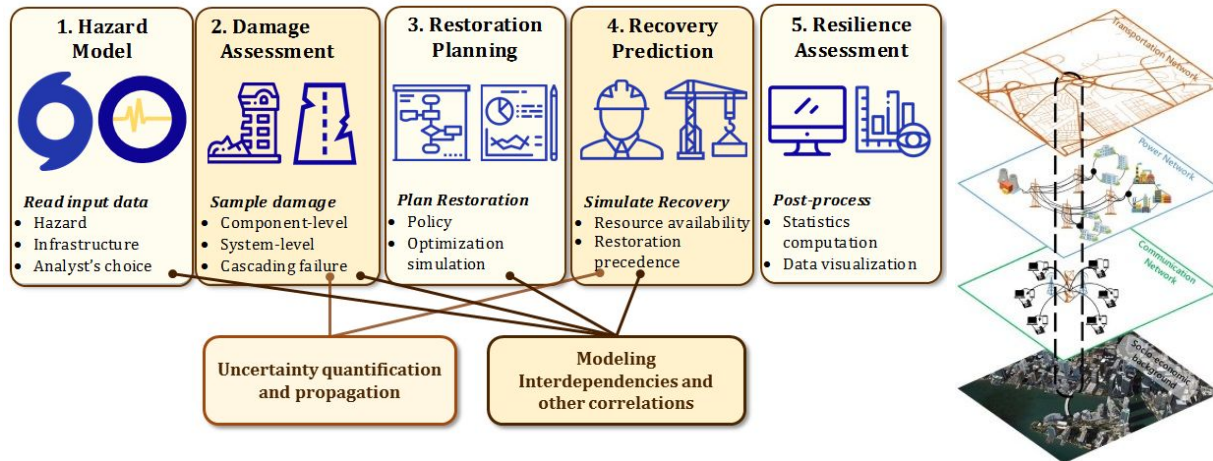 1. Hazard
Model
Read input data
• Hazard
• Infrastructure
• Analyst's choice
2. Damage
Assessment
Sample damage
• Component-level
• System-level
• Cascading failure
3. Restoration
Planning
Plan Restoration
• Policy
• Optimization
simulation
4. Recovery
Prediction
Simulate Recovery
• Resource availability
• Restoration
precedence
5. Resilience
Assessment
Post-process
• Statistics
computation
• Data visualization
Uncertainty quantification
and propagation
Modeling
Interdependencies and
other correlations
Transportation Network
Power Network
Communication
Network
Socio-economic
background